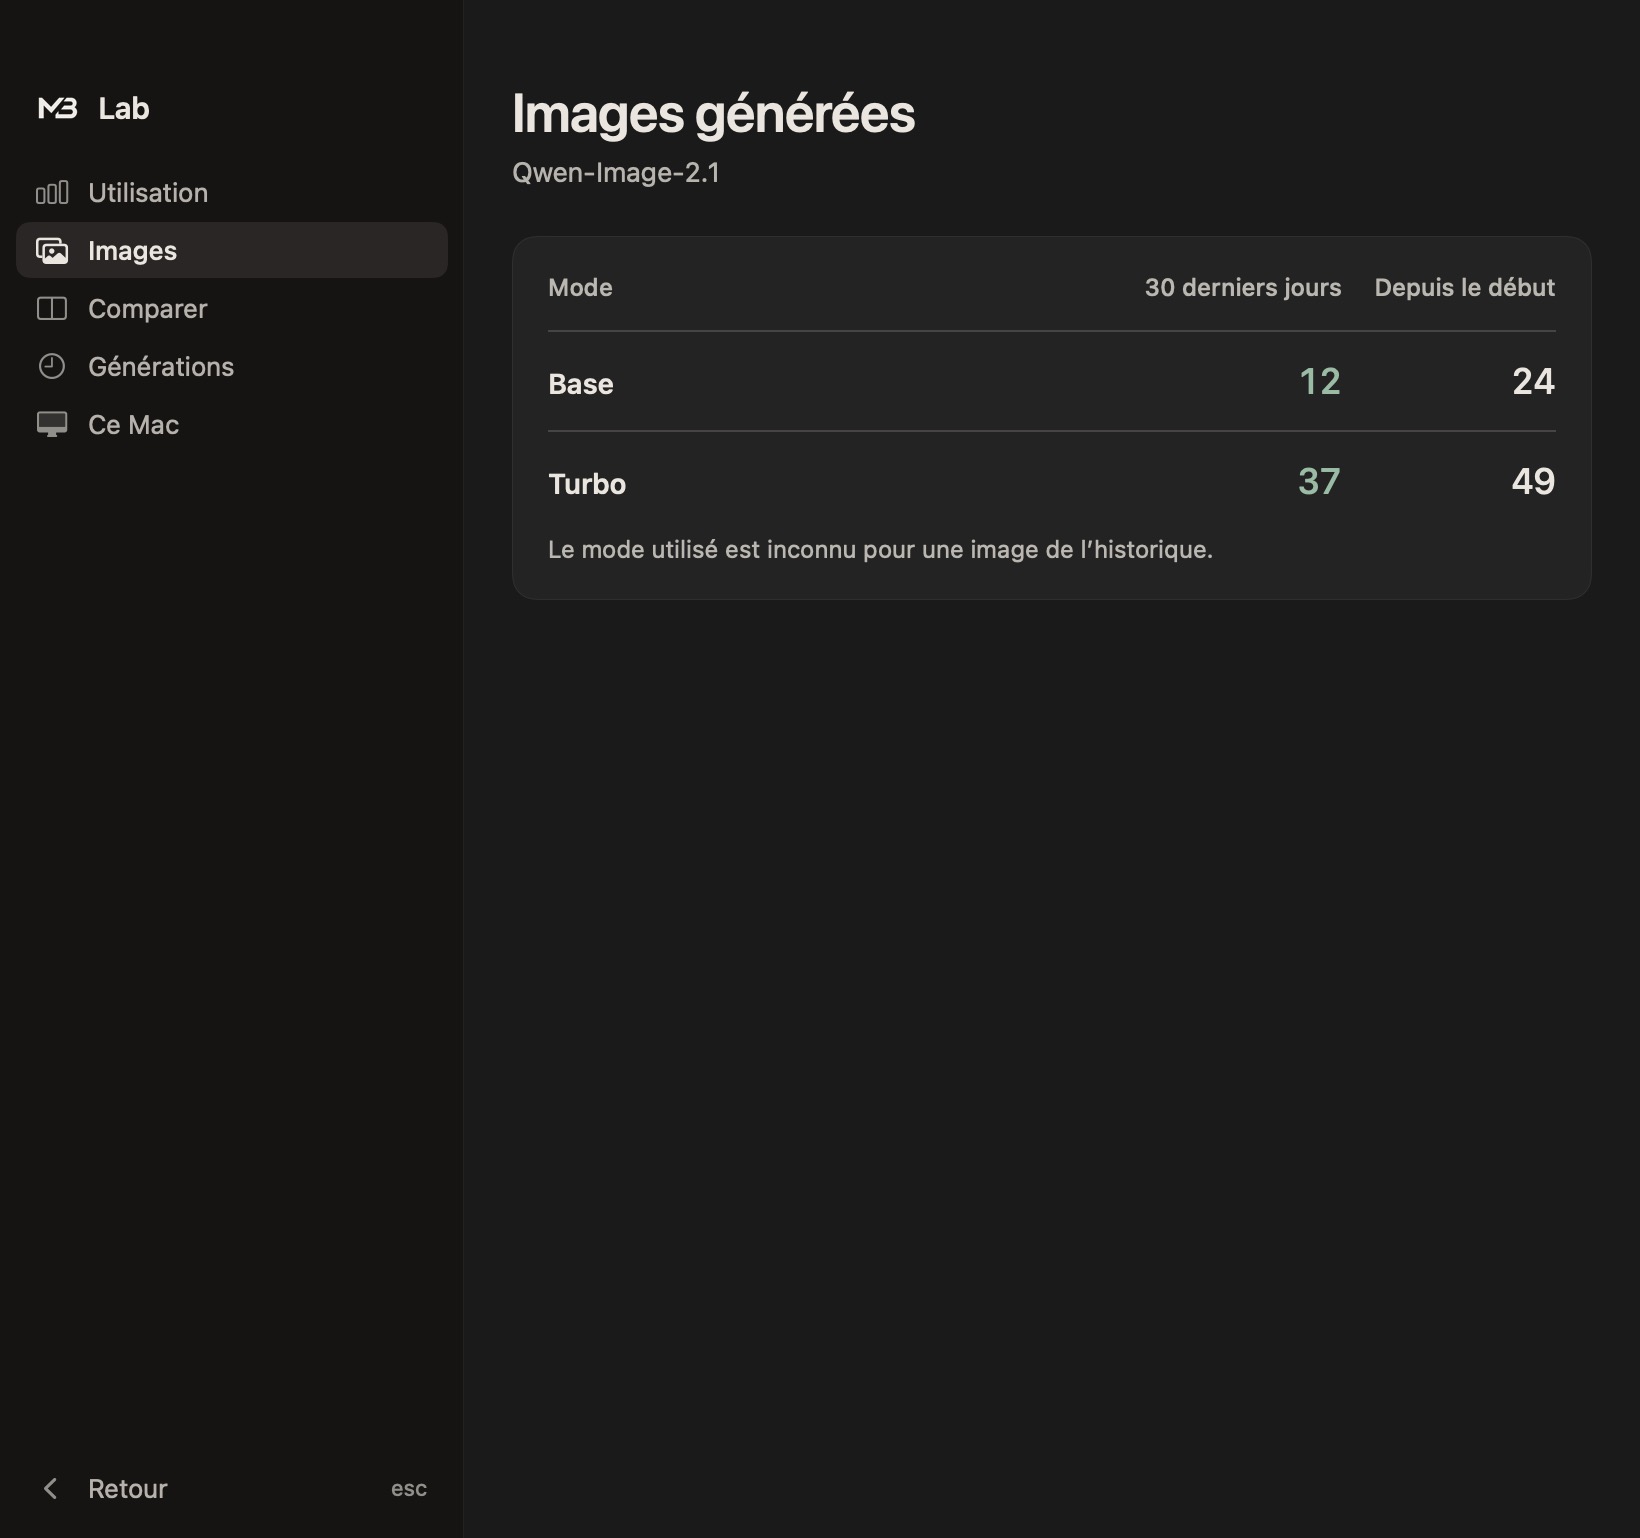 MB Lab
Utilisation
Images
Comparer
Générations
Ce Mac
Retour esc
Images générées
Qwen-Image-2.1
Mode 30 derniers jours Depuis le début
Base 12 24
Turbo 37 49
Le mode utilisé est inconnu pour une image de l’historique.